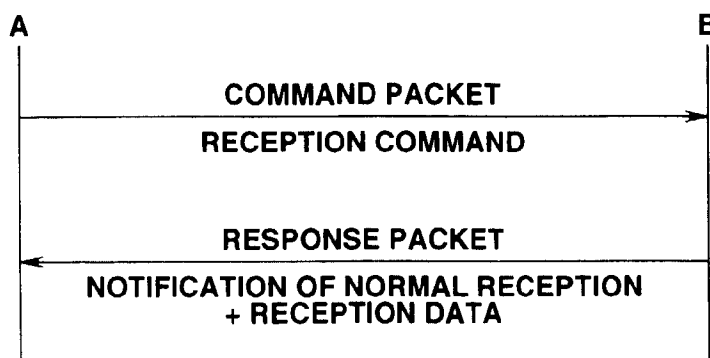 A
B
COMMAND PACKET
RECEPTION COMMAND
RESPONSE PACKET
NOTIFICATION OF NORMAL RECEPTION
+ RECEPTION DATA